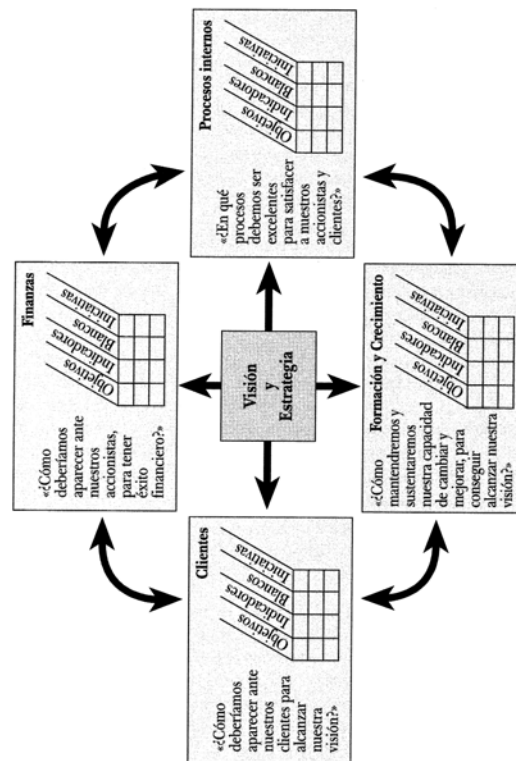 Finanzas
«¿Cómo
deberíamos
aparecer ante
nuestros
accionistas,
para tener
éxito
financiero?»
Objetivos
Indicadores
Blancos
Iniciativas
Clientes
«¿Cómo
deberíamos
aparecer ante
nuestros
clientes para
alcanzar
nuestra
visión?»
Objetivos
Indicadores
Blancos
Iniciativas
Visión
y
Estrategia
Procesos internos
«¿En qué
procesos
debemos ser
excelentes
para satisfacer
a nuestros
accionistas y
clientes?»
Objetivos
Indicadores
Blancos
Iniciativas
Formación y Crecimiento
«¿Cómo
mantendremos y
sustentaremos
nuestra capacidad
de cambiar y
mejorar, para
conseguir
alcanzar nuestra
visión?»
Objetivos
Indicadores
Blancos
Iniciativas